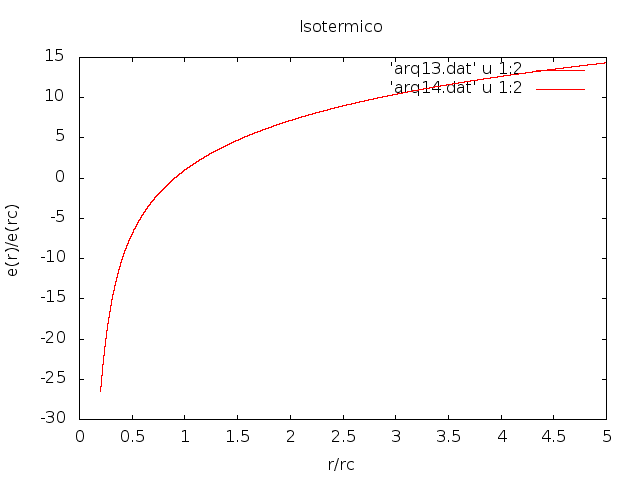 Isotermico
'arq13.dat' u 1:2
'arq14.dat' u 1:2
15
10
5
0
-5
-10
-15
-20
-25
-30
e(r)/e(rc)
0 0.5 1 1.5 2 2.5 3 3.5 4 4.5 5
r/rc